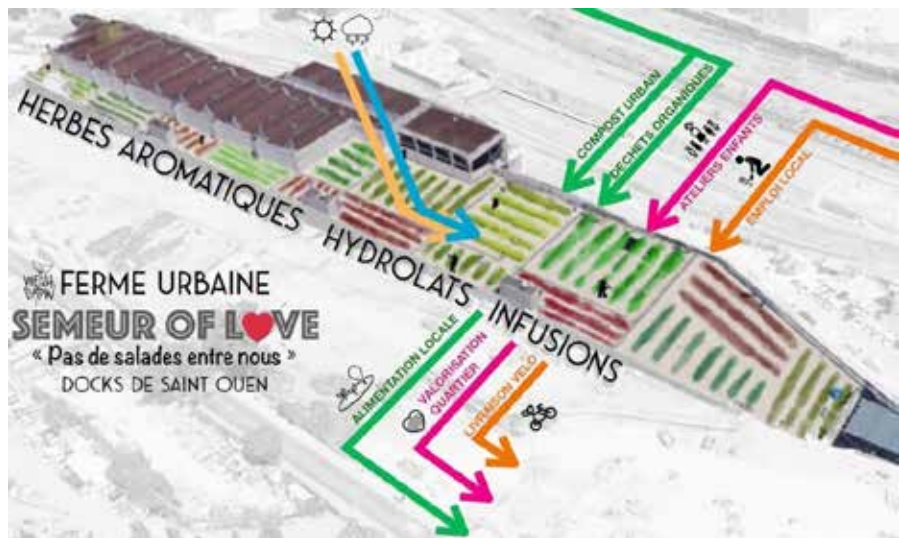 COMPOST URBAIN
DECHETS ORGANIQUES
ATELIERS ENFANTS
EMPLOI LOCAL
HERBES AROMATIQUES
HYDROLATS
INFUSIONS
FERME URBAINE
SEMEUR OF L❤VE
« Pas de salades entre nous »
DOCKS DE SAINT OUEN
ALIMENTATION LOCALE
VALORISATION
QUARTIER
LIVRAISON VELO